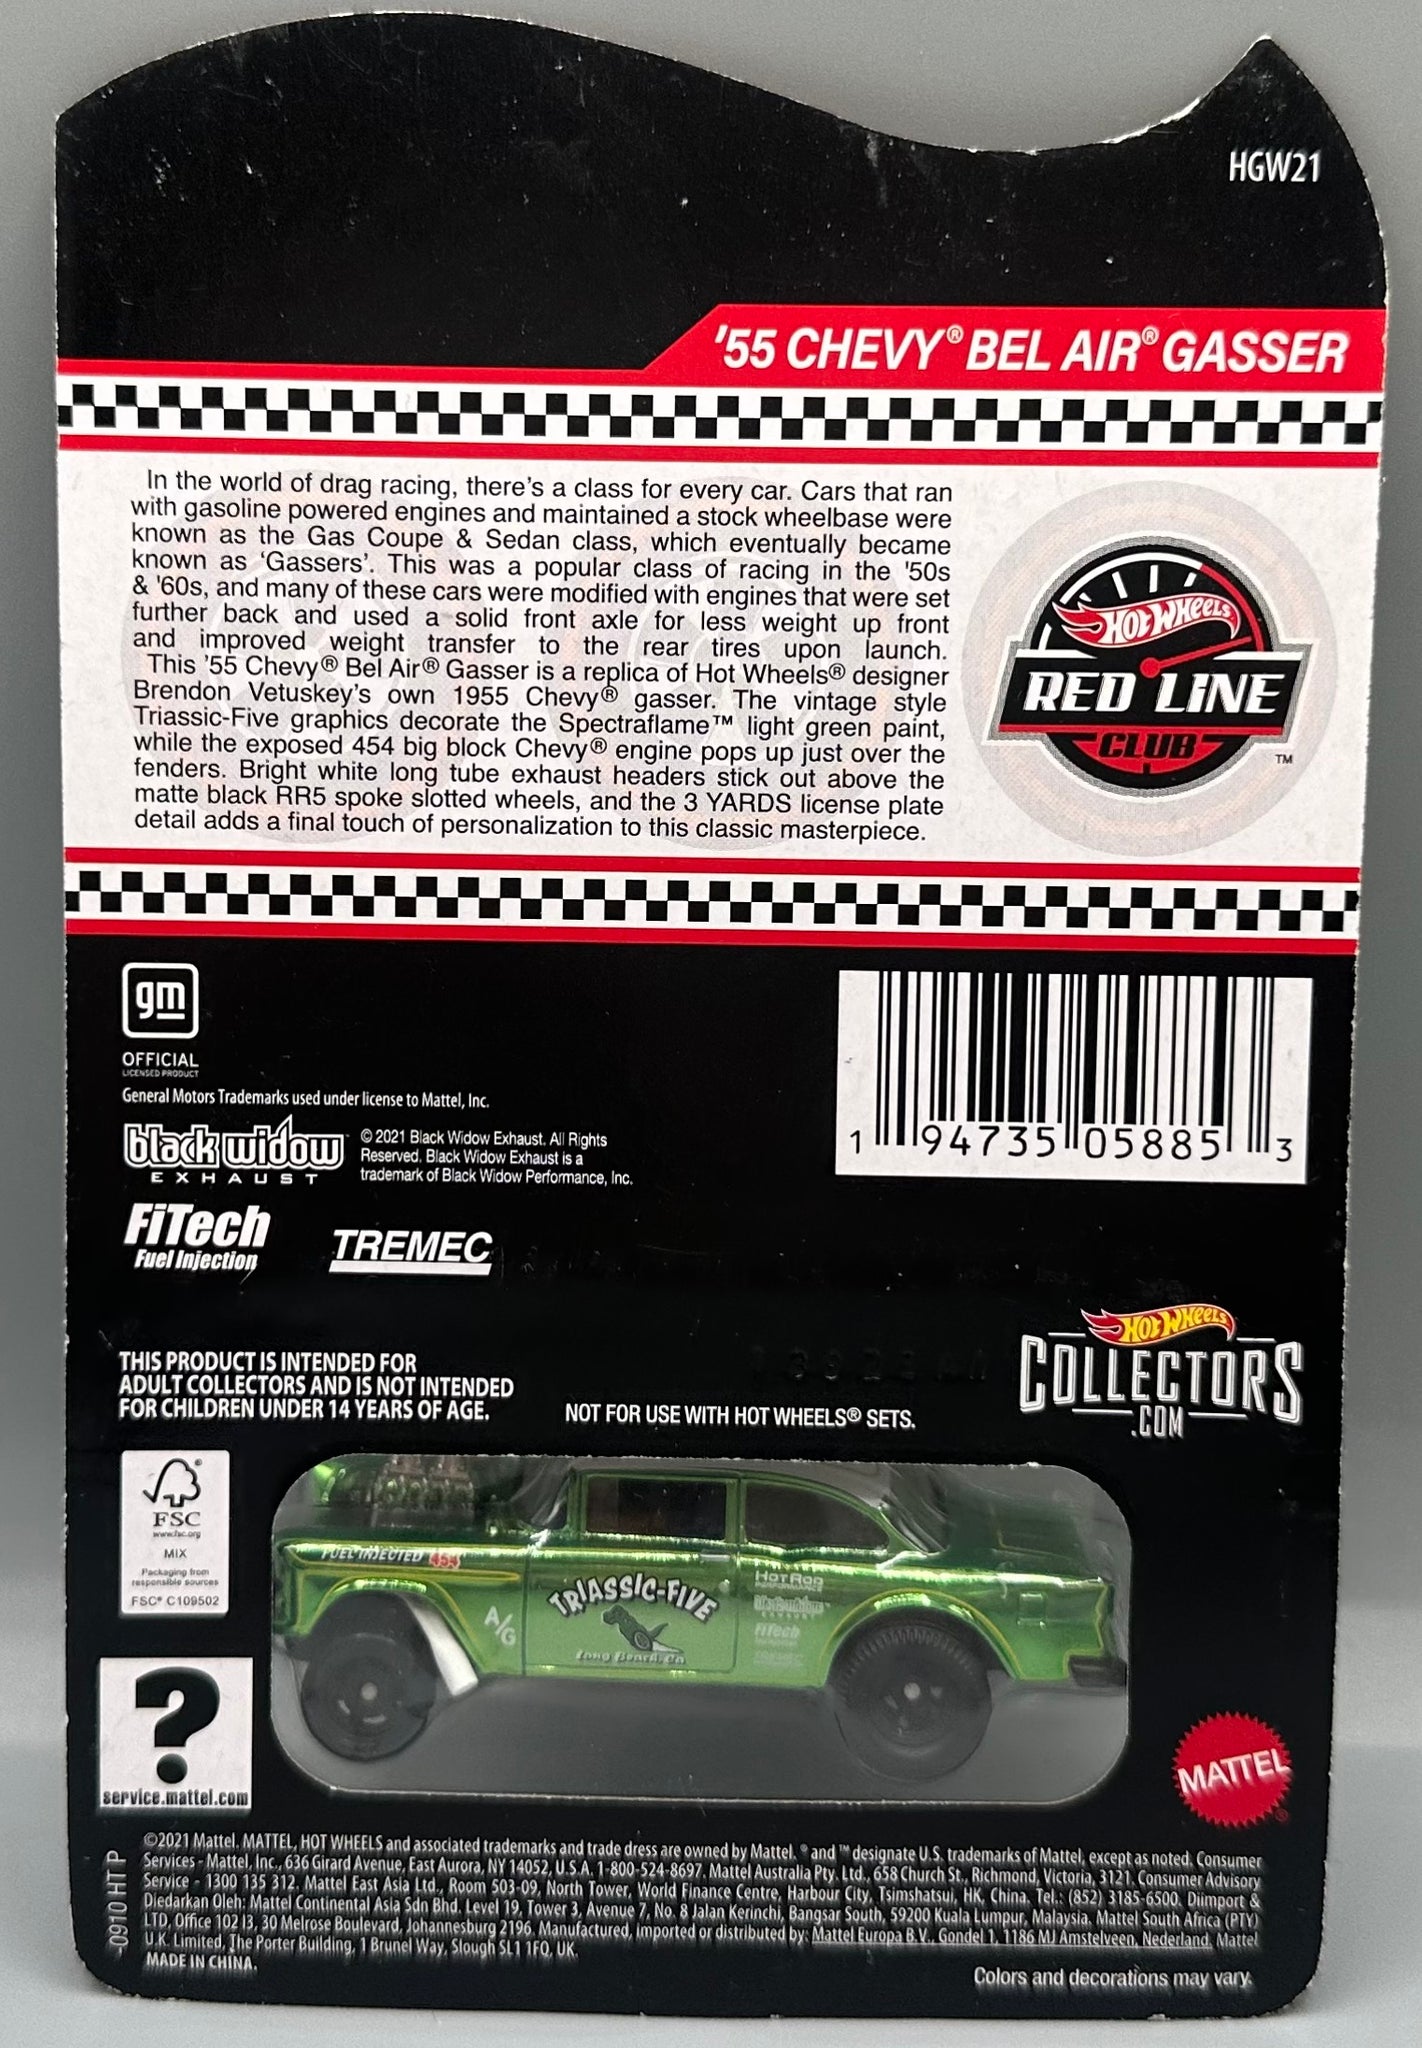 HGW21
'55 CHEVY® BEL AIR® GASSER
In the world of drag racing, there's a class for every car. Cars that ran
with gasoline powered engines and maintained a stock wheelbase were
known as the Gas Coupe & Sedan class, which eventually became
known as 'Gassers'. This was a popular class of racing in the '50s
& '60s, and many of these cars were modified with engines that were set
further back and used a solid front axle for less weight up front
and improved weight transfer to the rear tires upon launch.
This '55 Chevy® Bel Air® Gasser is a replica of Hot Wheels® designer
Brendon Vetuskey's own 1955 Chevy® gasser. The vintage style
Triassic-Five graphics decorate the Spectraflame™ light green paint,
while the exposed 454 big block Chevy® engine pops up just over the
fenders. Bright white long tube exhaust headers stick out above the
matte black RR5 spoke slotted wheels, and the 3 YARDS license plate
detail adds a final touch of personalization to this classic masterpiece.
HOT WHEELS
RED LINE
CLUB
™
gm
OFFICIAL
LICENSED PRODUCT
General Motors Trademarks used under license to Mattel, Inc.
black widow
EXHAUST
© 2021 Black Widow Exhaust. All Rights
Reserved. Black Widow Exhaust is a
trademark of Black Widow Performance, Inc.
1 94735 05885 3
FiTech
Fuel Injection
TREMEC
THIS PRODUCT IS INTENDED FOR
ADULT COLLECTORS AND IS NOT INTENDED
FOR CHILDREN UNDER 14 YEARS OF AGE.
NOT FOR USE WITH HOT WHEELS® SETS.
HOT WHEELS
COLLECTORS
.COM
FSC
www.fsc.org
MIX
Packaging from
responsible sources
FSC® C109502
FUEL INJECTED 454
A/G
TRIASSIC-FIVE
Long Beach, Ca
HOT ROD
FiTech
?
service.mattel.com
MATTEL
®
-0910 HT P
©2021 Mattel. MATTEL, HOT WHEELS and associated trademarks and trade dress are owned by Mattel. ® and ™ designate U.S. trademarks of Mattel, except as noted. Consumer
Services - Mattel, Inc., 636 Girard Avenue, East Aurora, NY 14052, U.S.A. 1-800-524-8697. Mattel Australia Pty. Ltd., 658 Church St., Richmond, Victoria, 3121. Consumer Advisory
Service - 1300 135 312. Mattel East Asia Ltd., Room 503-09, North Tower, World Finance Centre, Harbour City, Tsimshatsui, HK, China. Tel.: (852) 3185-6500. Diimport &
Diedarkan Oleh: Mattel Continental Asia Sdn Bhd. Level 19, Tower 3, Avenue 7, No. 8 Jalan Kerinchi, Bangsar South, 59200 Kuala Lumpur, Malaysia. Mattel South Africa (PTY)
LTD, Office 102 I3, 30 Melrose Boulevard, Johannesburg 2196. Manufactured, imported or distributed by: Mattel Europa B.V., Gondel 1, 1186 MJ Amstelveen, Nederland. Mattel
U.K. Limited, The Porter Building, 1 Brunel Way, Slough SL1 1FQ, UK.
MADE IN CHINA.
Colors and decorations may vary.